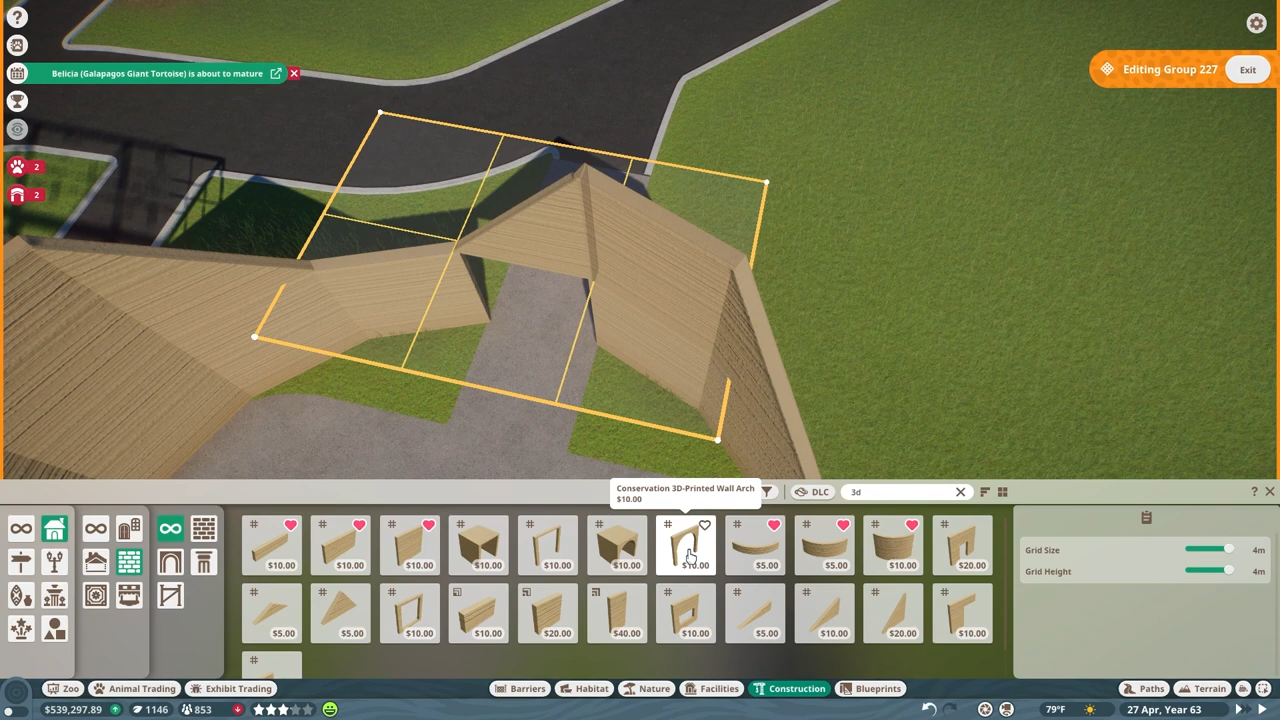 ?
Belicia (Galapagos Giant Tortoise) is about to mature
Editing Group 227
Exit
2
2
Conservation 3D-Printed Wall Arch
$10.00
DLC
3d
?
$10.00
$10.00
$10.00
$10.00
$10.00
$10.00
$10.00
$5.00
$5.00
$10.00
$20.00
$5.00
$5.00
$10.00
$10.00
$20.00
$40.00
$10.00
$5.00
$10.00
$20.00
$10.00
Grid Size
4m
Grid Height
4m
Zoo
Animal Trading
Exhibit Trading
Barriers
Habitat
Nature
Facilities
Construction
Blueprints
Paths
Terrain
$539,297.89
1146
853
79°F
27 Apr, Year 63